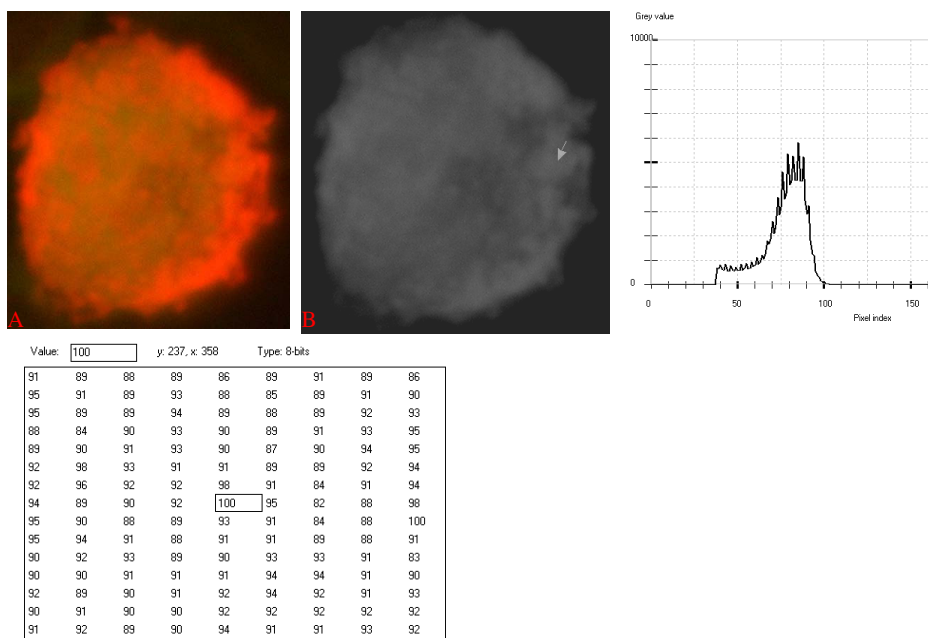 A
B
Grey value
10000
0
0 50 100 150
Pixel index
Value: 100 y: 237, x: 358 Type: 8-bits
91 89 88 89 86 89 91 89 86
95 91 89 93 88 85 89 91 90
95 89 89 94 89 88 89 92 93
88 84 90 93 90 89 91 93 95
89 90 91 93 90 87 90 94 95
92 98 93 91 91 89 89 92 94
92 96 92 92 98 91 84 91 94
94 89 90 92 100 95 82 88 98
95 90 88 89 93 91 84 88 100
95 94 91 88 91 91 89 88 91
90 92 93 89 90 93 93 91 83
90 90 91 91 91 94 94 91 90
92 89 90 91 92 94 92 91 93
90 91 90 90 92 92 92 92 92
91 92 89 90 94 91 91 93 92